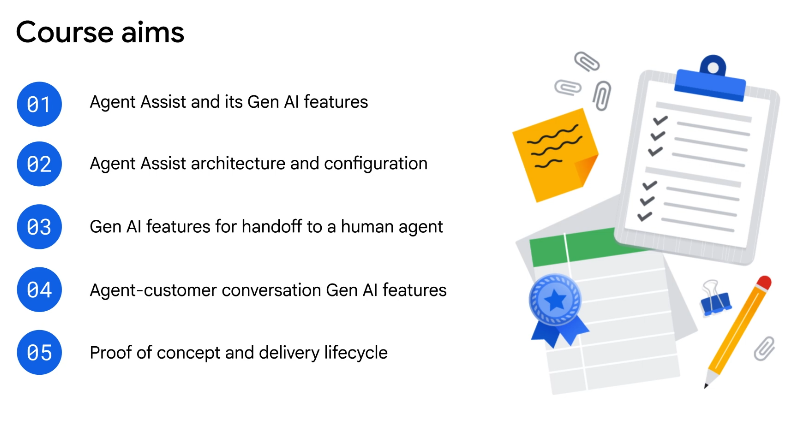 Course aims
01
Agent Assist and its Gen AI features
02
Agent Assist architecture and configuration
03
Gen AI features for handoff to a human agent
04
Agent-customer conversation Gen AI features
05
Proof of concept and delivery lifecycle